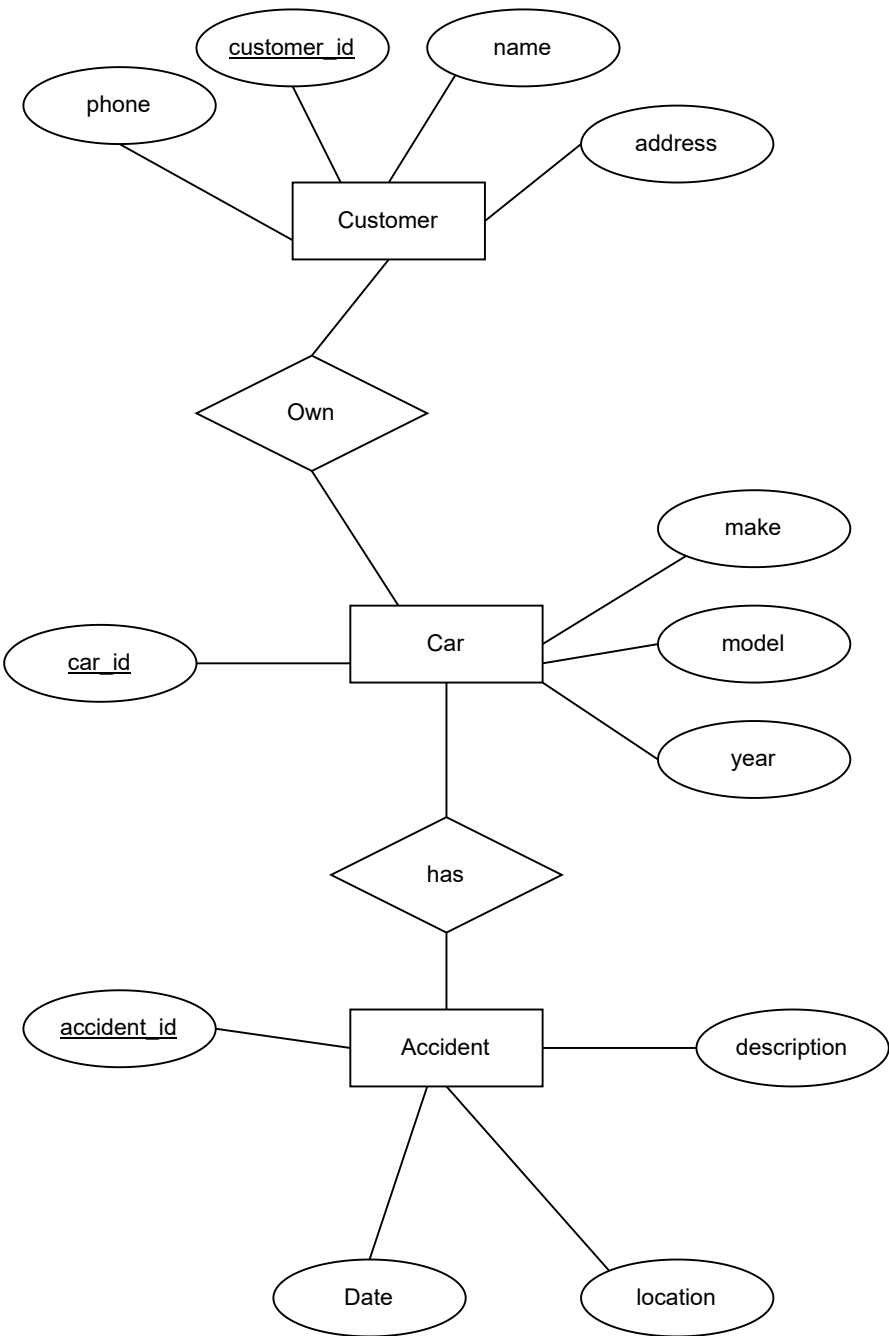 customer_id
name
phone
address
Customer
Own
make
Car
model
car_id
year
has
accident_id
Accident
description
Date
location